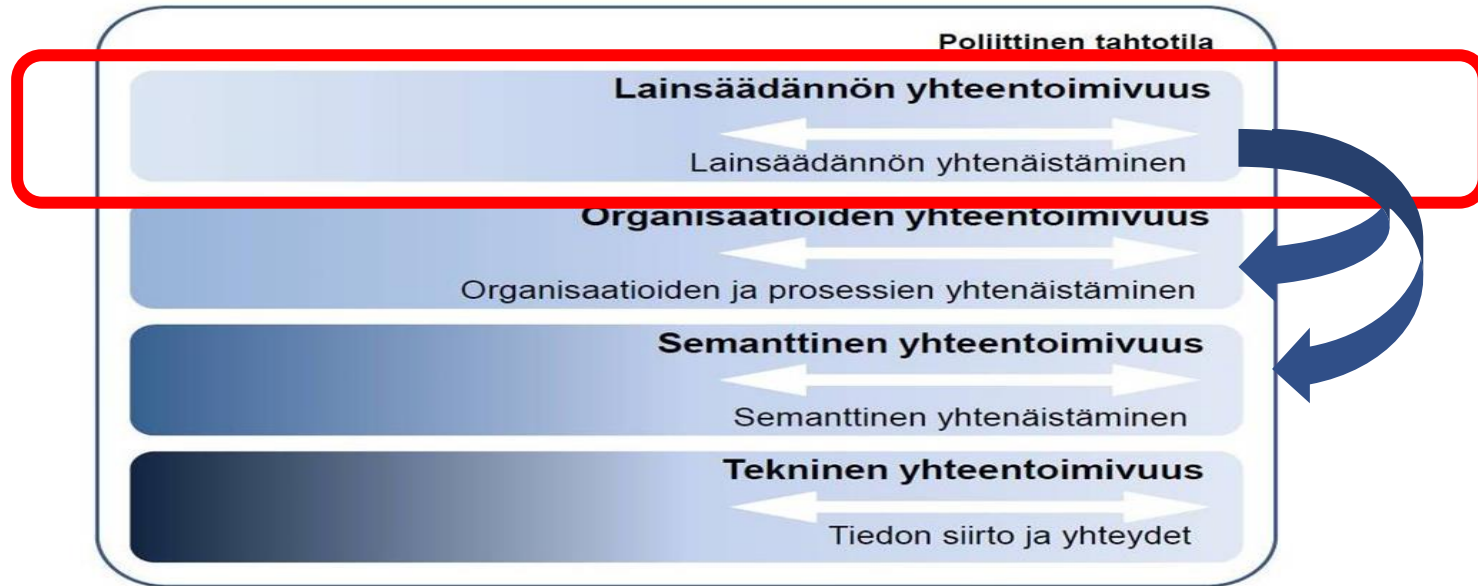 Poliittinen tahtotila
Lainsäädännön yhteentoimivuus
Lainsäädännön yhtenäistäminen
Organisaatioiden yhteentoimivuus
Organisaatioiden ja prosessien yhtenäistäminen
Semanttinen yhteentoimivuus
Semanttinen yhtenäistäminen
Tekninen yhteentoimivuus
Tiedon siirto ja yhteydet